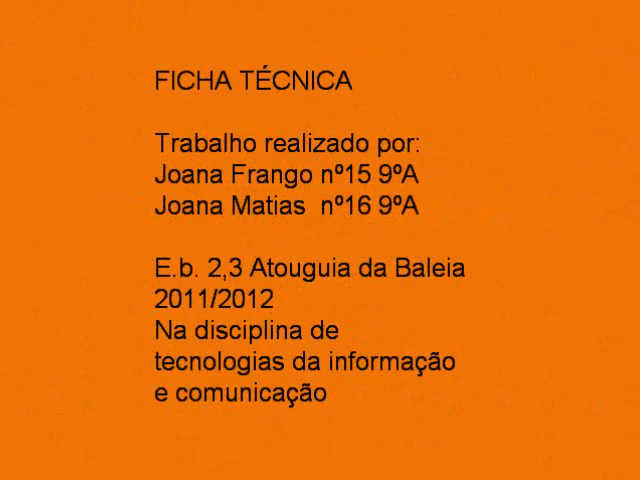 FICHA TÉCNICA
Trabalho realizado por:
Joana Frango nº15 9ºA
Joana Matias  nº16 9ºA
E.b. 2,3 Atouguia da Baleia
2011/2012
Na disciplina de
tecnologias da informação
e comunicação